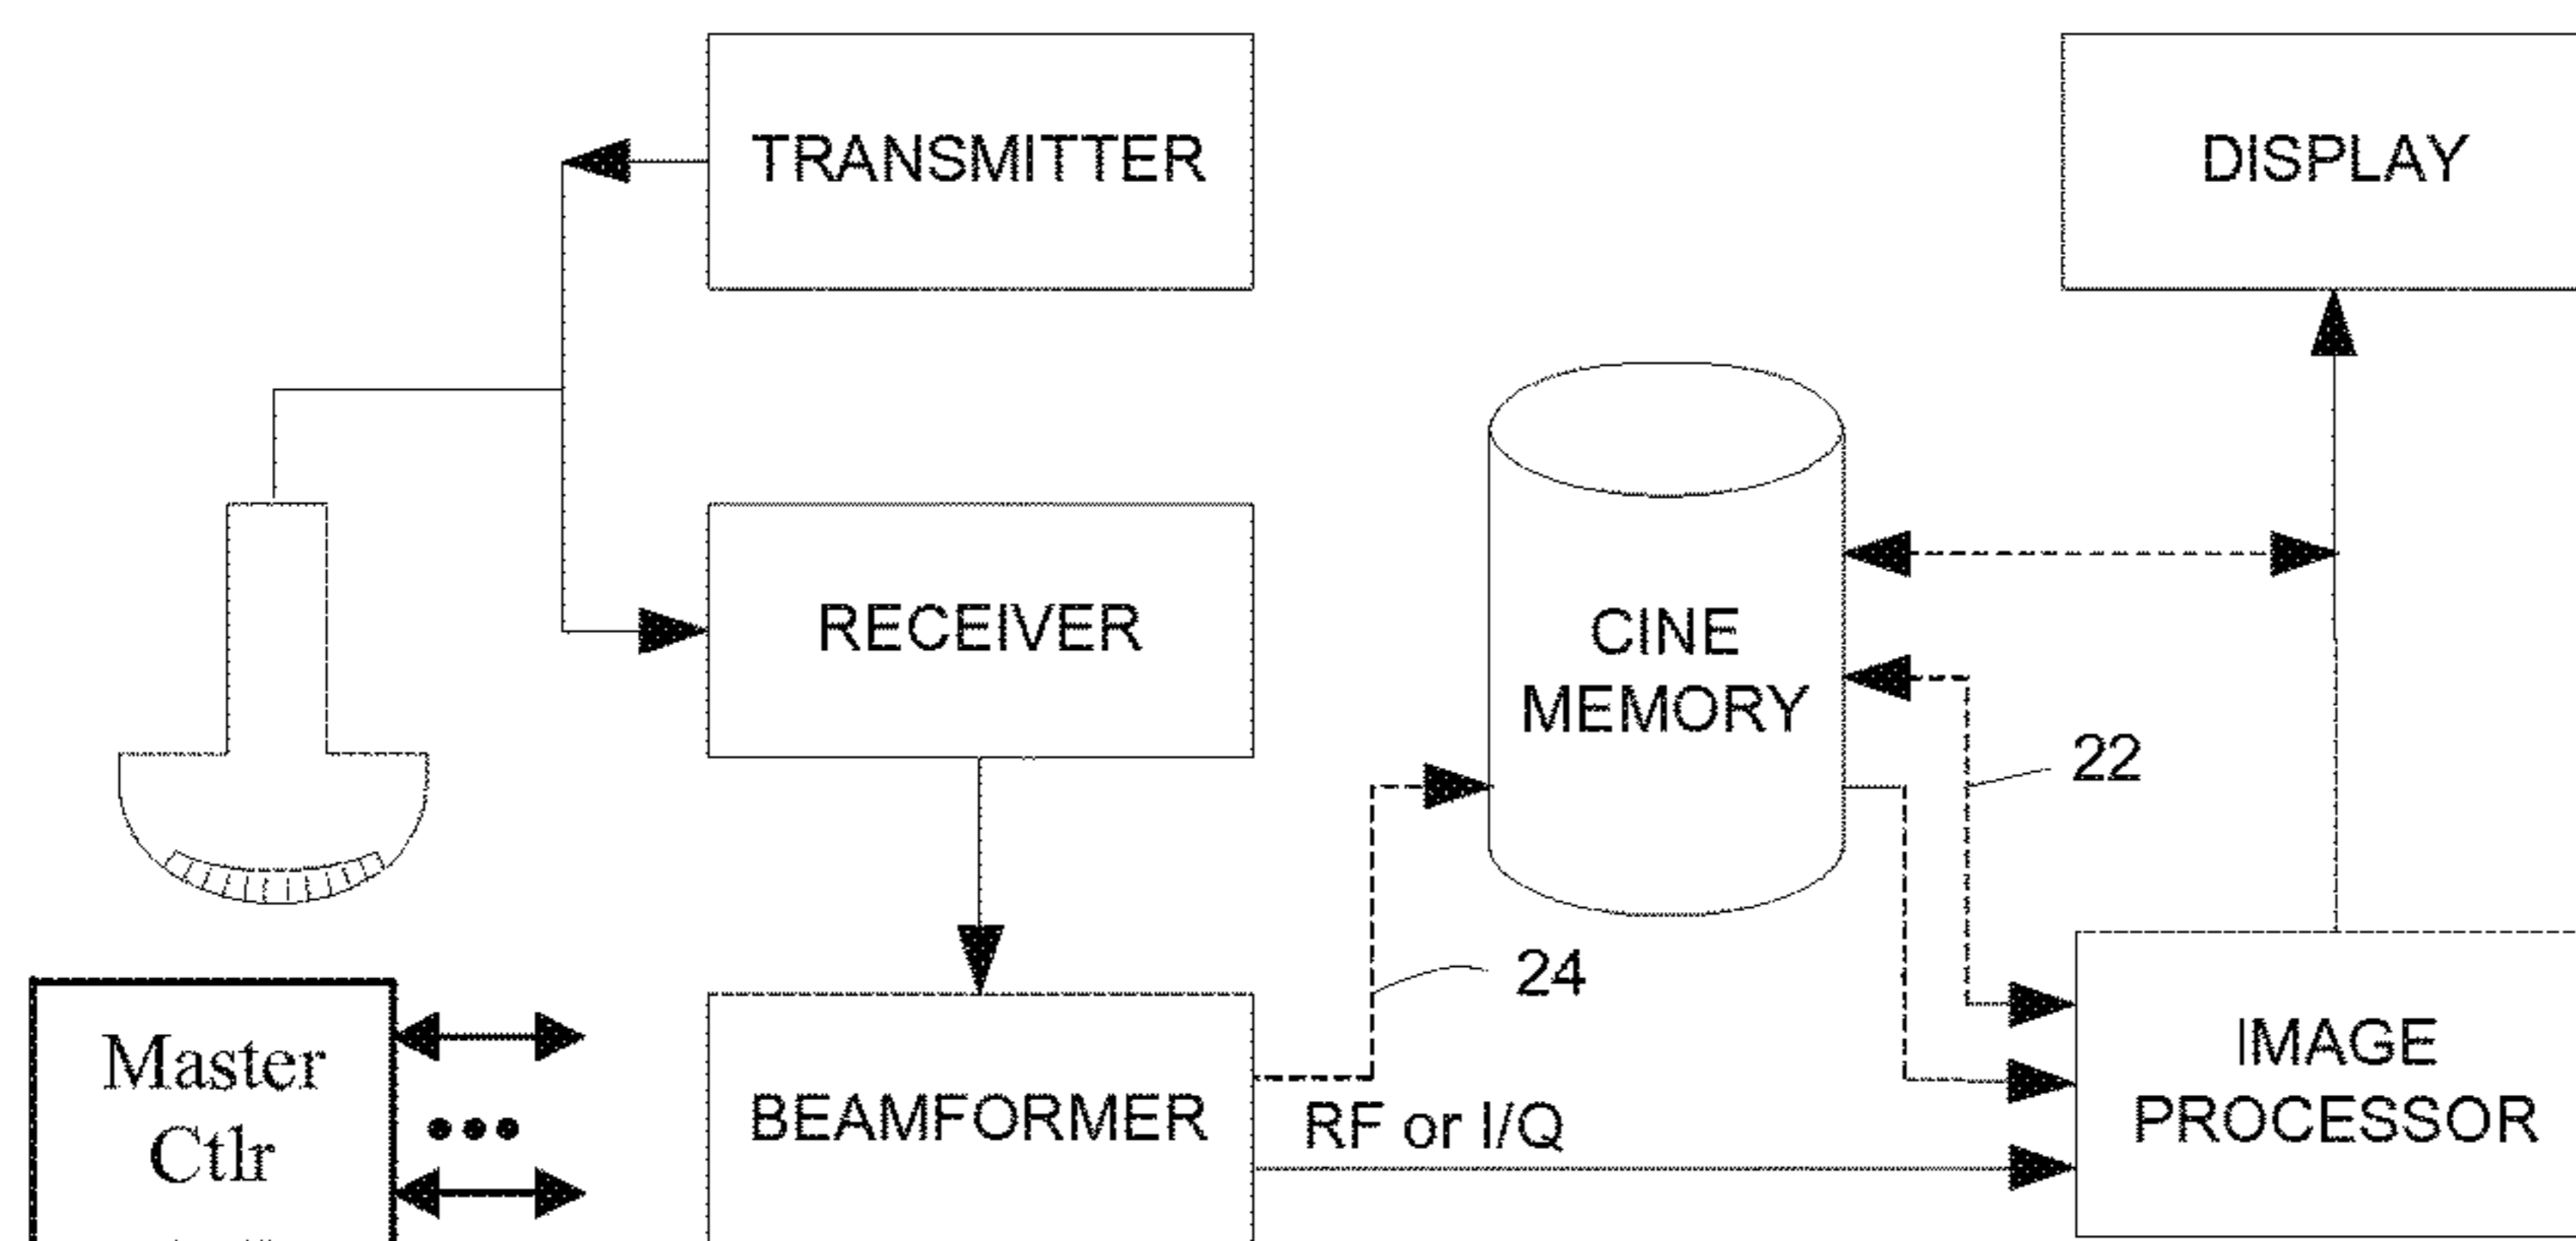 TRANSMITTER
DISPLAY
RECEIVER
CINE
MEMORY
22
24
Master
Ctlr
BEAMFORMER
RF or I/Q
IMAGE
PROCESSOR